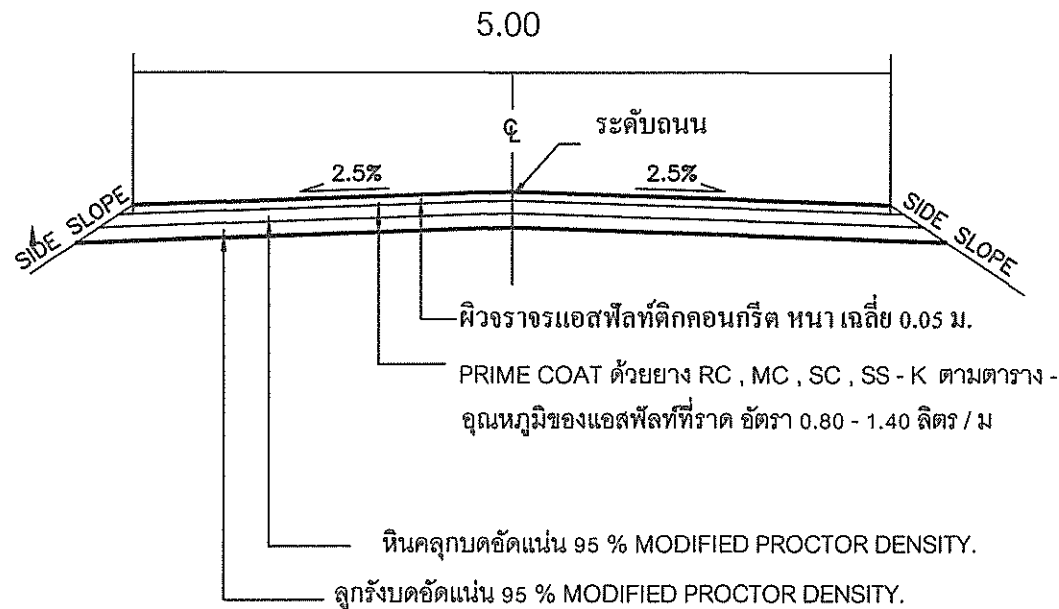 5.00
℄
ระดับถนน
2.5%
2.5%
SIDE SLOPE
SIDE SLOPE
ผิวจราจรแอสฟัลท์ติกคอนกรีต หนา เฉลี่ย 0.05 ม.
PRIME COAT ด้วยยาง RC , MC , SC , SS - K ตามตาราง -
อุณหภูมิของแอสฟัลท์ที่ราด อัตรา 0.80 - 1.40 ลิตร / ม
หินคลุกบดอัดแน่น 95 % MODIFIED PROCTOR DENSITY.
ลูกรังบดอัดแน่น 95 % MODIFIED PROCTOR DENSITY.